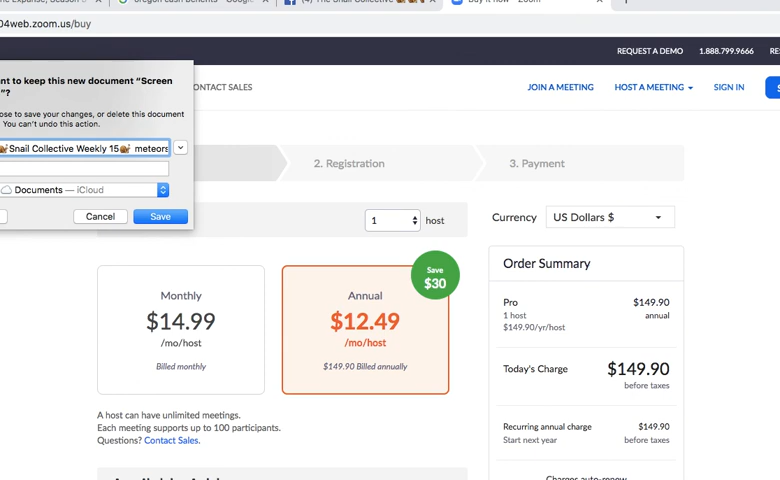 oregon cash benefits - Google
(4) The Snail Collective
Buy it now - Zoom
04web.zoom.us/buy
REQUEST A DEMO 1.888.799.9666
nt to keep this new document “Screen
”?
ose to save your changes, or delete this document
You can’t undo this action.
Snail Collective Weekly 15🐌 meteors
Documents — iCloud
Cancel Save
ONTACT SALES
JOIN A MEETING HOST A MEETING SIGN IN
2. Registration 3. Payment
1 host
Currency US Dollars $
Save
$30
Monthly
$14.99
/mo/host
Billed monthly
Annual
$12.49
/mo/host
$149.90 Billed annually
A host can have unlimited meetings.
Each meeting supports up to 100 participants.
Questions? Contact Sales.
Order Summary
Pro $149.90
1 host annual
$149.90/yr/host
Today's Charge $149.90
before taxes
Recurring annual charge $149.90
Start next year before taxes
Charges auto-renew